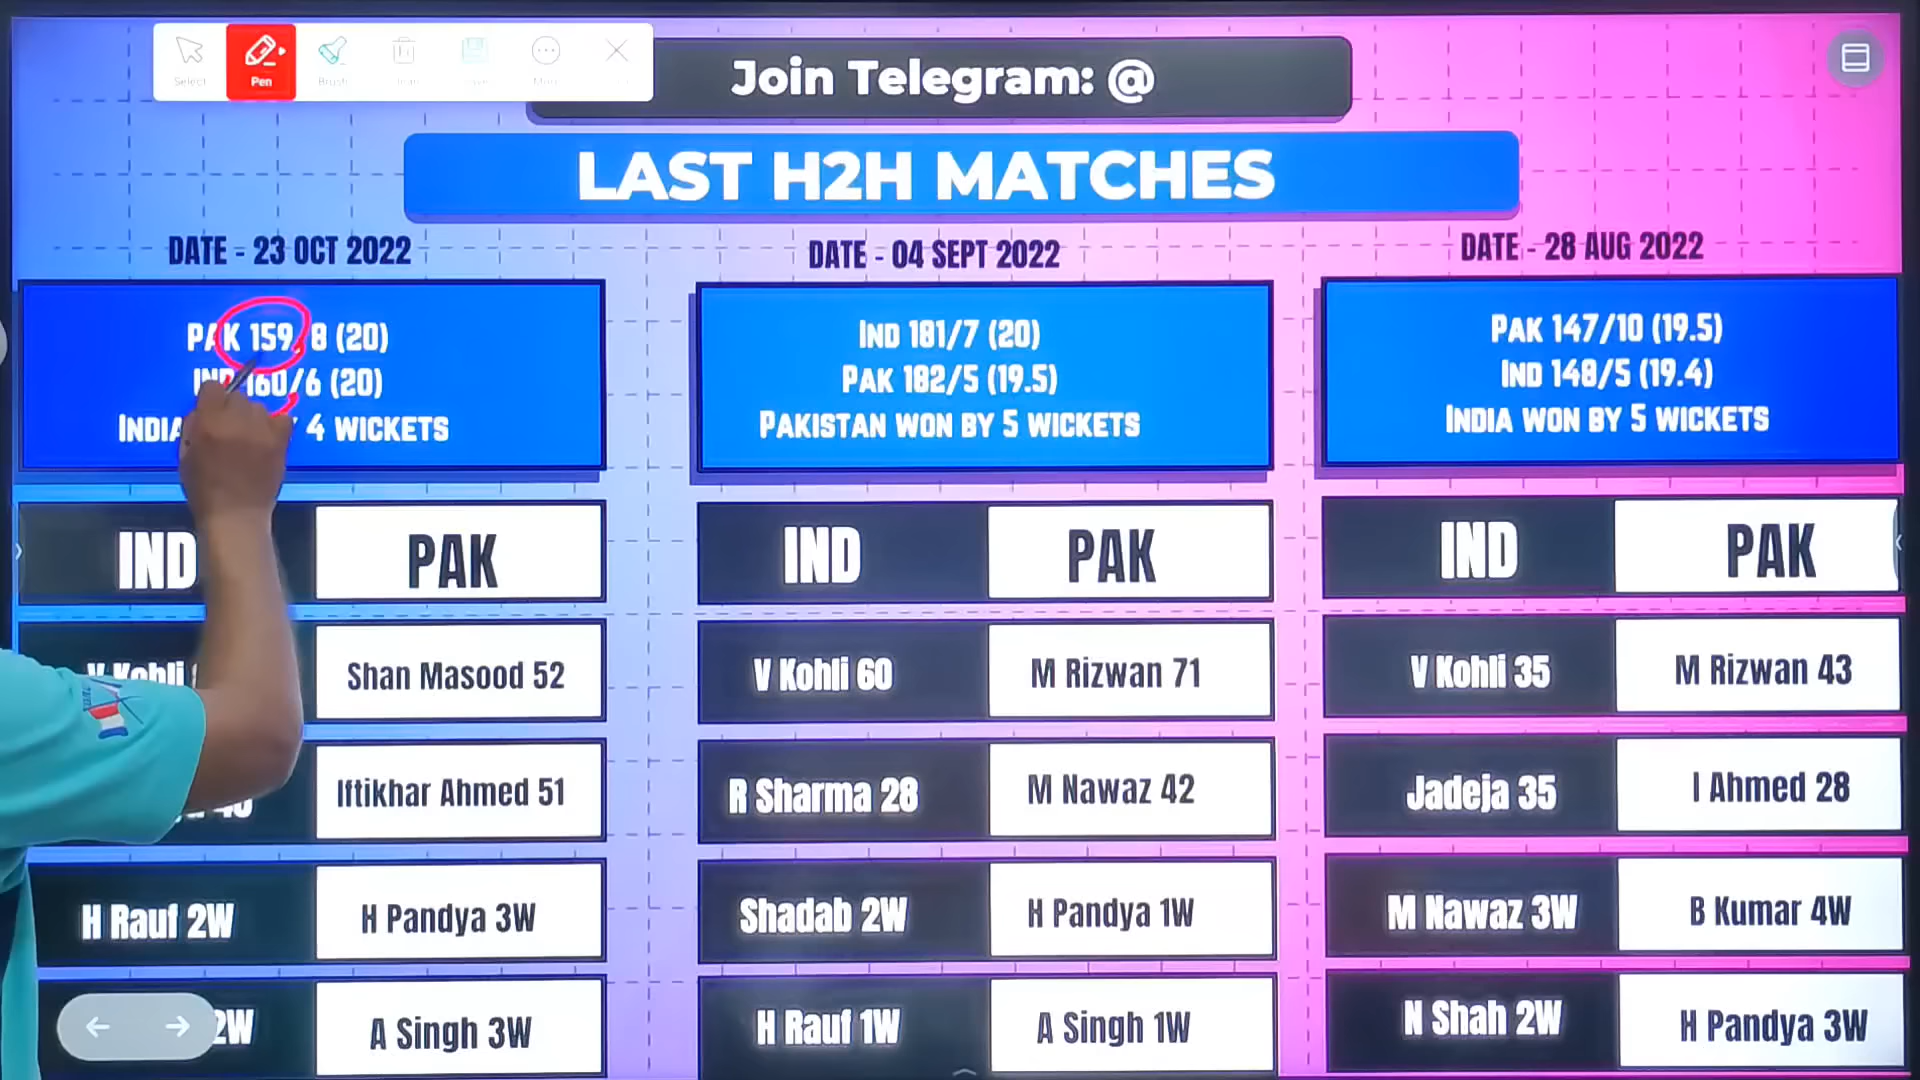 Select
Pen
Brush
Join Telegram: @
LAST H2H MATCHES
DATE - 23 OCT 2022
PAK 159/8 (20)
IND 160/6 (20)
INDIA 4 WICKETS
IND PAK
V Kohli Shan Masood 52
Iftikhar Ahmed 51
H Rauf 2W H Pandya 3W
2W A Singh 3W
DATE - 04 SEPT 2022
IND 181/7 (20)
PAK 182/5 (19.5)
PAKISTAN WON BY 5 WICKETS
IND PAK
V Kohli 60 M Rizwan 71
R Sharma 28 M Nawaz 42
Shadab 2W H Pandya 1W
H Rauf 1W A Singh 1W
DATE - 28 AUG 2022
PAK 147/10 (19.5)
IND 148/5 (19.4)
INDIA WON BY 5 WICKETS
IND PAK
V Kohli 35 M Rizwan 43
Jadeja 35 I Ahmed 28
M Nawaz 3W B Kumar 4W
N Shah 2W H Pandya 3W